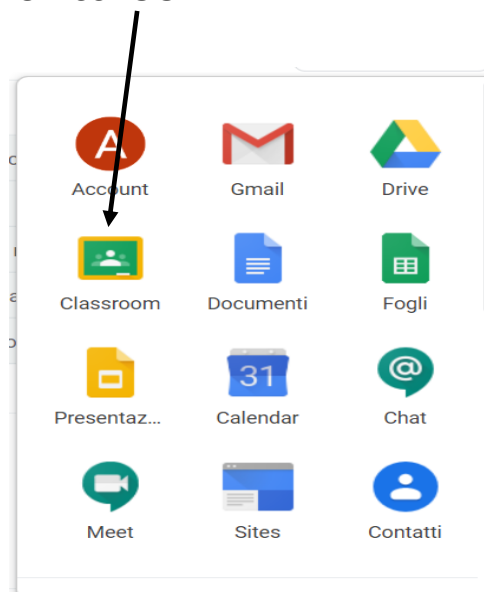 A
Account Gmail Drive
Classroom Documenti Fogli
31 @
Presentaz... Calendar Chat
Meet Sites Contatti